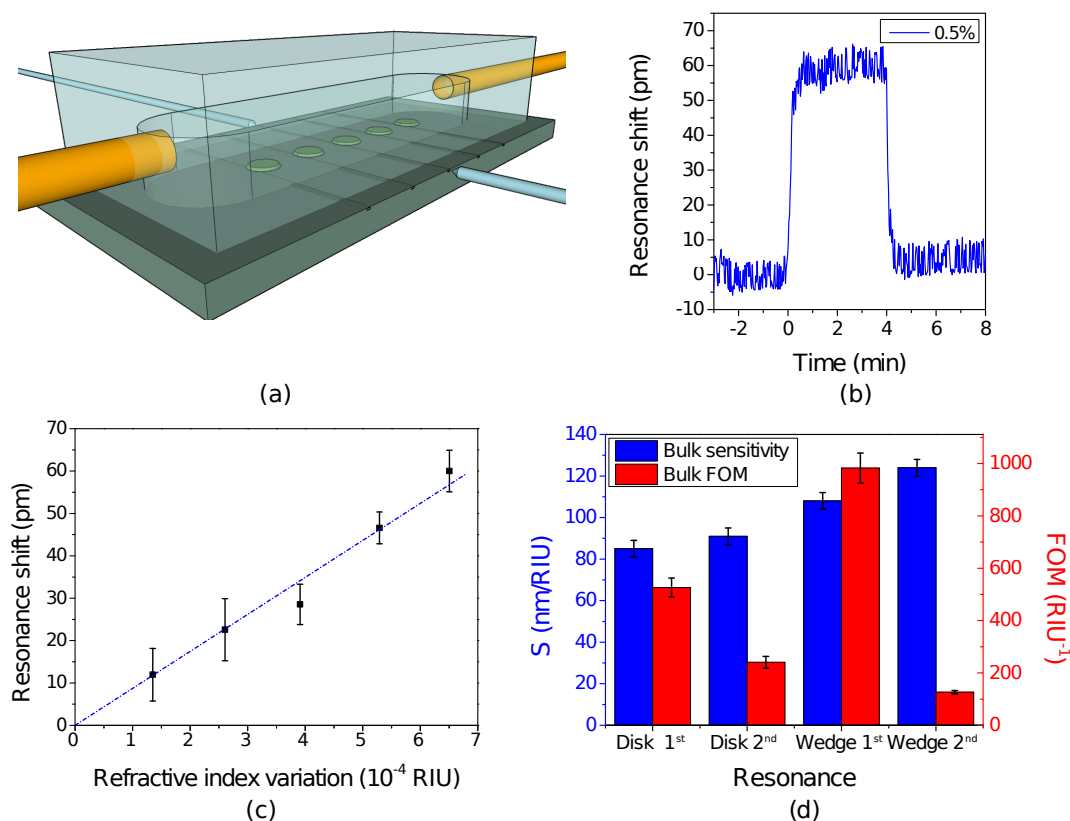 70
60
50
40
30
20
10
0
-10
Resonance shift (pm)
0.5%
-2 0 2 4 6 8
Time (min)
(a)
(b)
70
60
50
40
30
20
10
0
Resonance shift (pm)
0 1 2 3 4 5 6 7
Refractive index variation (10⁻⁴ RIU)
(c)
140
120
100
80
60
40
20
0
S (nm/RIU)
Bulk sensitivity
Bulk FOM
1000
800
600
400
200
0
FOM (RIU⁻¹)
Disk 1st Disk 2nd Wedge 1st Wedge 2nd
Resonance
(d)